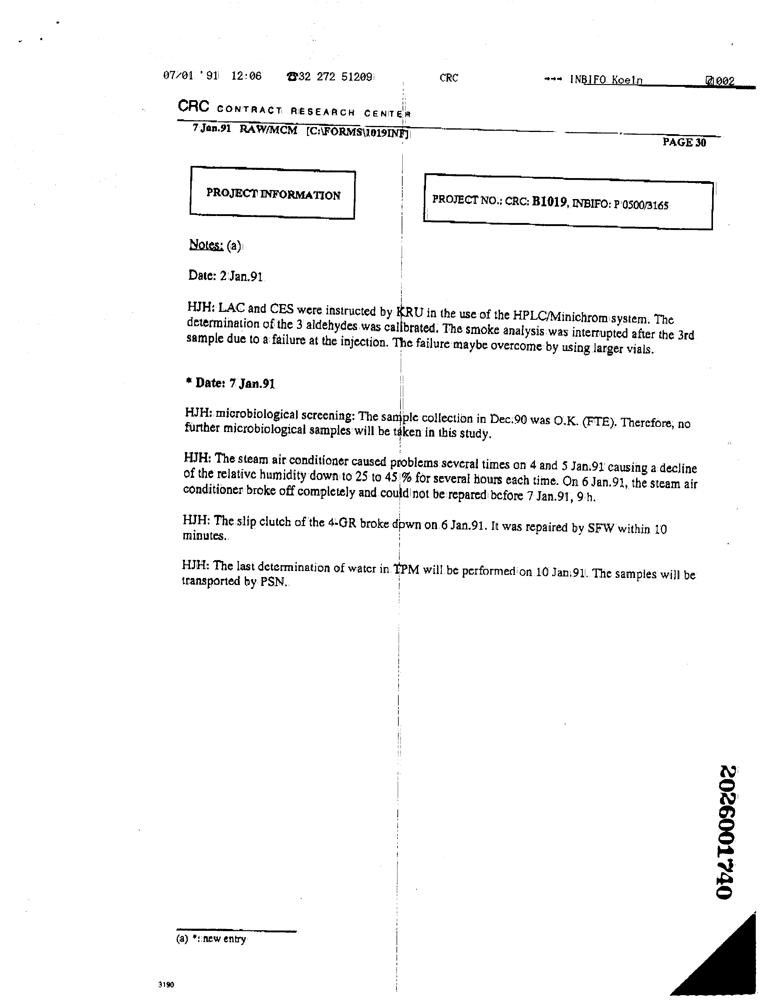 07/01 '91 12:06 ☎32 272 51209 CRC →→→ INBIFO Koeln 002
CRC CONTRACT RESEARCH CENTER
7 Jan.91 RAW/MCM [C:\FORMS\1019INF]
PAGE 30
PROJECT INFORMATION
PROJECT NO.: CRC: B1019, INBIFO: P 0500/3165
Notes: (a)
Date: 2 Jan.91
HJH: LAC and CES were instructed by KRU in the use of the HPLC/Minichrom system. The
determination of the 3 aldehydes was calibrated. The smoke analysis was interrupted after the 3rd
sample due to a failure at the injection. The failure maybe overcome by using larger vials.
* Date: 7 Jan.91
HJH: microbiological screening: The sample collection in Dec.90 was O.K. (FTE). Therefore, no
further microbiological samples will be taken in this study.
HJH: The steam air conditioner caused problems several times on 4 and 5 Jan.91 causing a decline
of the relative humidity down to 25 to 45 % for several hours each time. On 6 Jan.91, the steam air
conditioner broke off completely and could not be repared before 7 Jan.91, 9 h.
HJH: The slip clutch of the 4-GR broke down on 6 Jan.91. It was repaired by SFW within 10
minutes.
HJH: The last determination of water in TPM will be performed on 10 Jan.91. The samples will be
transported by PSN.
2026001740
(a) *: new entry
3190